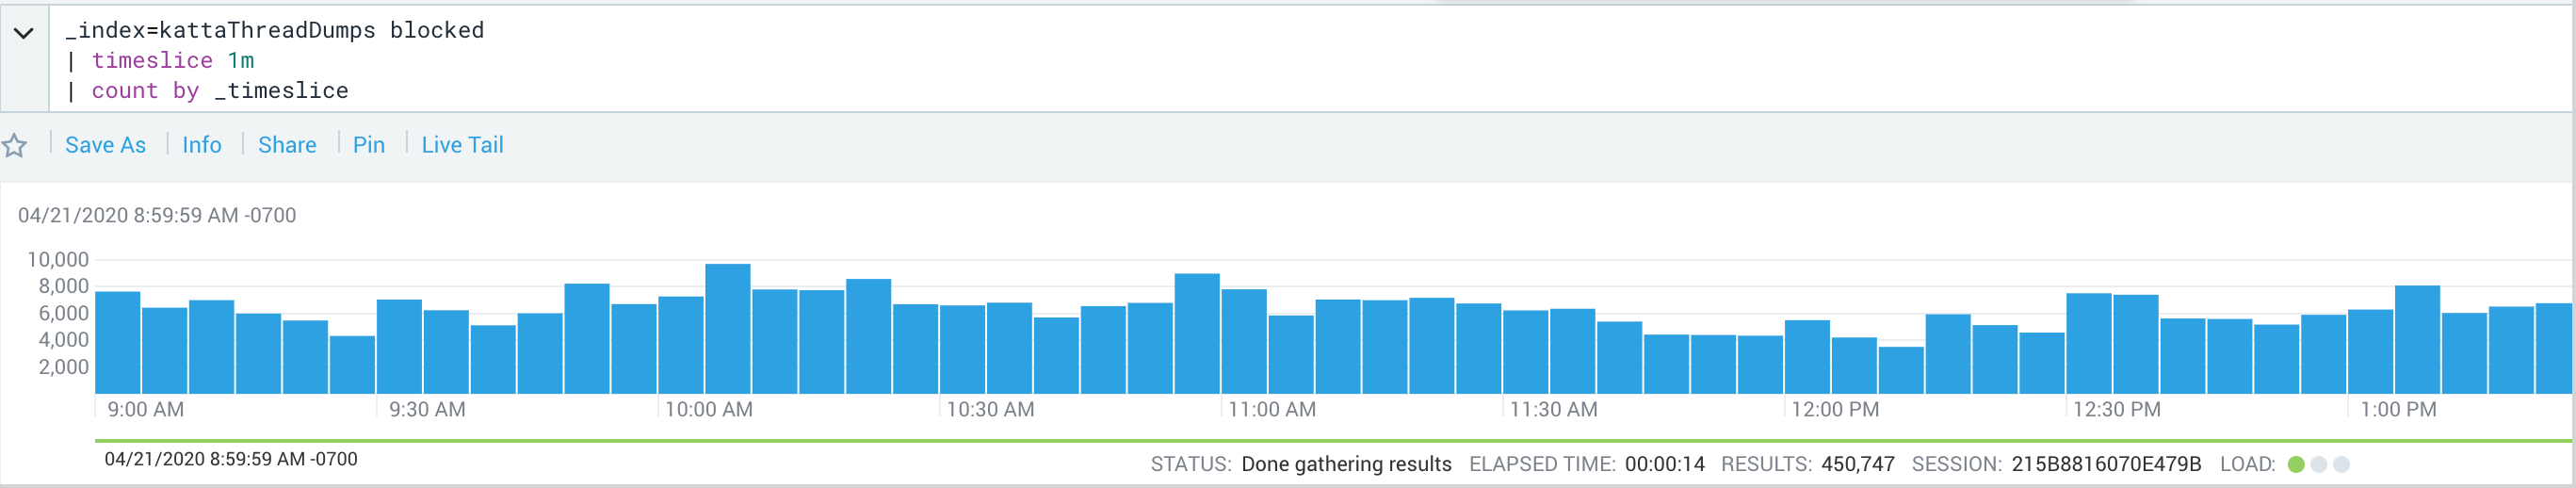 _index=kattaThreadDumps blocked
| timeslice 1m
| count by _timeslice
Save As | Info | Share | Pin | Live Tail
04/21/2020 8:59:59 AM -0700
10,000
8,000
6,000
4,000
2,000
9:00 AM 9:30 AM 10:00 AM 10:30 AM 11:00 AM 11:30 AM 12:00 PM 12:30 PM 1:00 PM
04/21/2020 8:59:59 AM -0700
STATUS: Done gathering results ELAPSED TIME: 00:00:14 RESULTS: 450,747 SESSION: 215B8816070E479B LOAD: